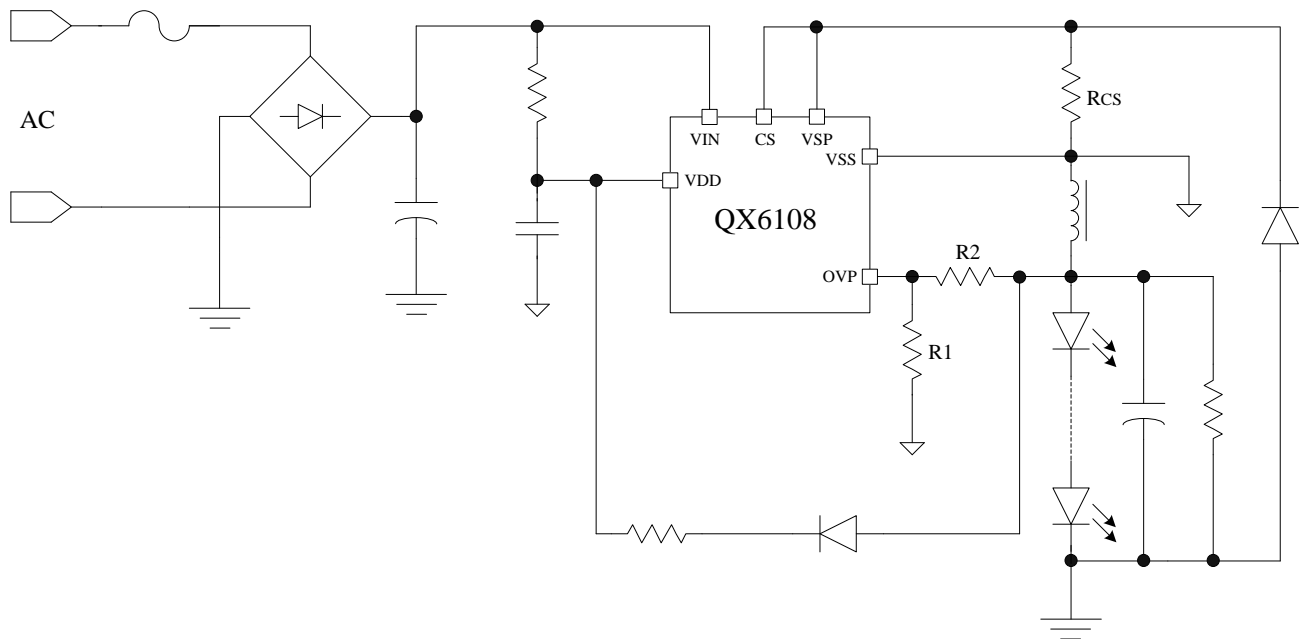 AC
RCS
VIN
CS
VSP
VSS
VDD
QX6108
R2
OVP
R1